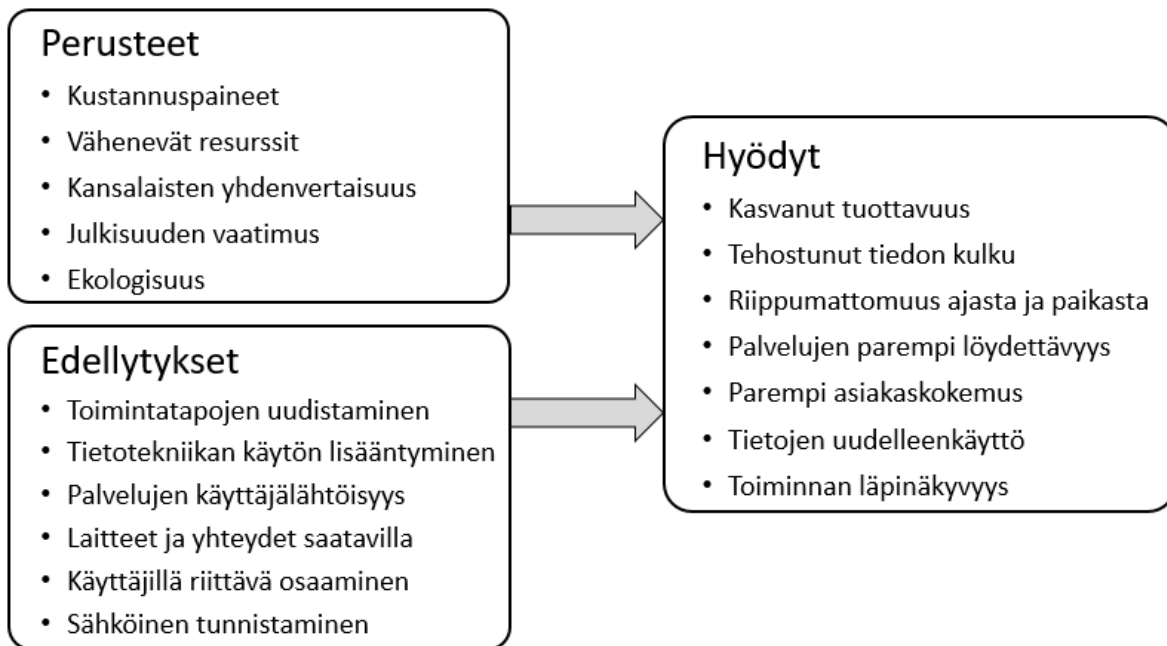 Perusteet
• Kustannuspaineet
• Vähenevät resurssit
• Kansalaisten yhdenvertaisuus
• Julkisuuden vaatimus
• Ekologisuus
Edellytykset
• Toimintatapojen uudistaminen
• Tietotekniikan käytön lisääntyminen
• Palvelujen käyttäjälähtöisyys
• Laitteet ja yhteydet saatavilla
• Käyttäjillä riittävä osaaminen
• Sähköinen tunnistaminen
Hyödyt
• Kasvanut tuottavuus
• Tehostunut tiedon kulku
• Riippumattomuus ajasta ja paikasta
• Palvelujen parempi löydettävyys
• Parempi asiakaskokemus
• Tietojen uudelleenkäyttö
• Toiminnan läpinäkyvyys